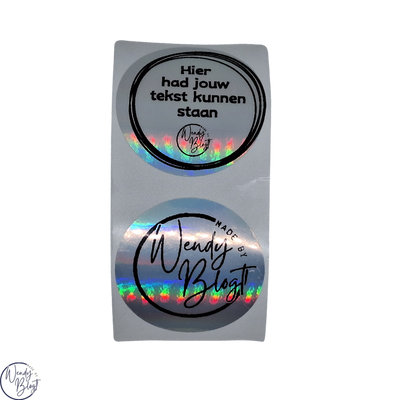 Hier
had jouw
tekst kunnen
staan
Wendy
Blogt
MADE BY
Wendy
Blogt
Wendy
Blogt